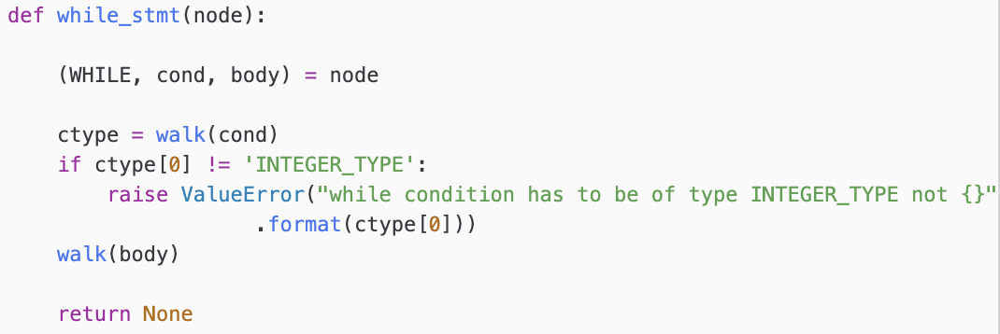 def while_stmt(node):
(WHILE, cond, body) = node
ctype = walk(cond)
if ctype[0] != 'INTEGER_TYPE':
raise ValueError("while condition has to be of type INTEGER_TYPE not {}"
.format(ctype[0]))
walk(body)
return None